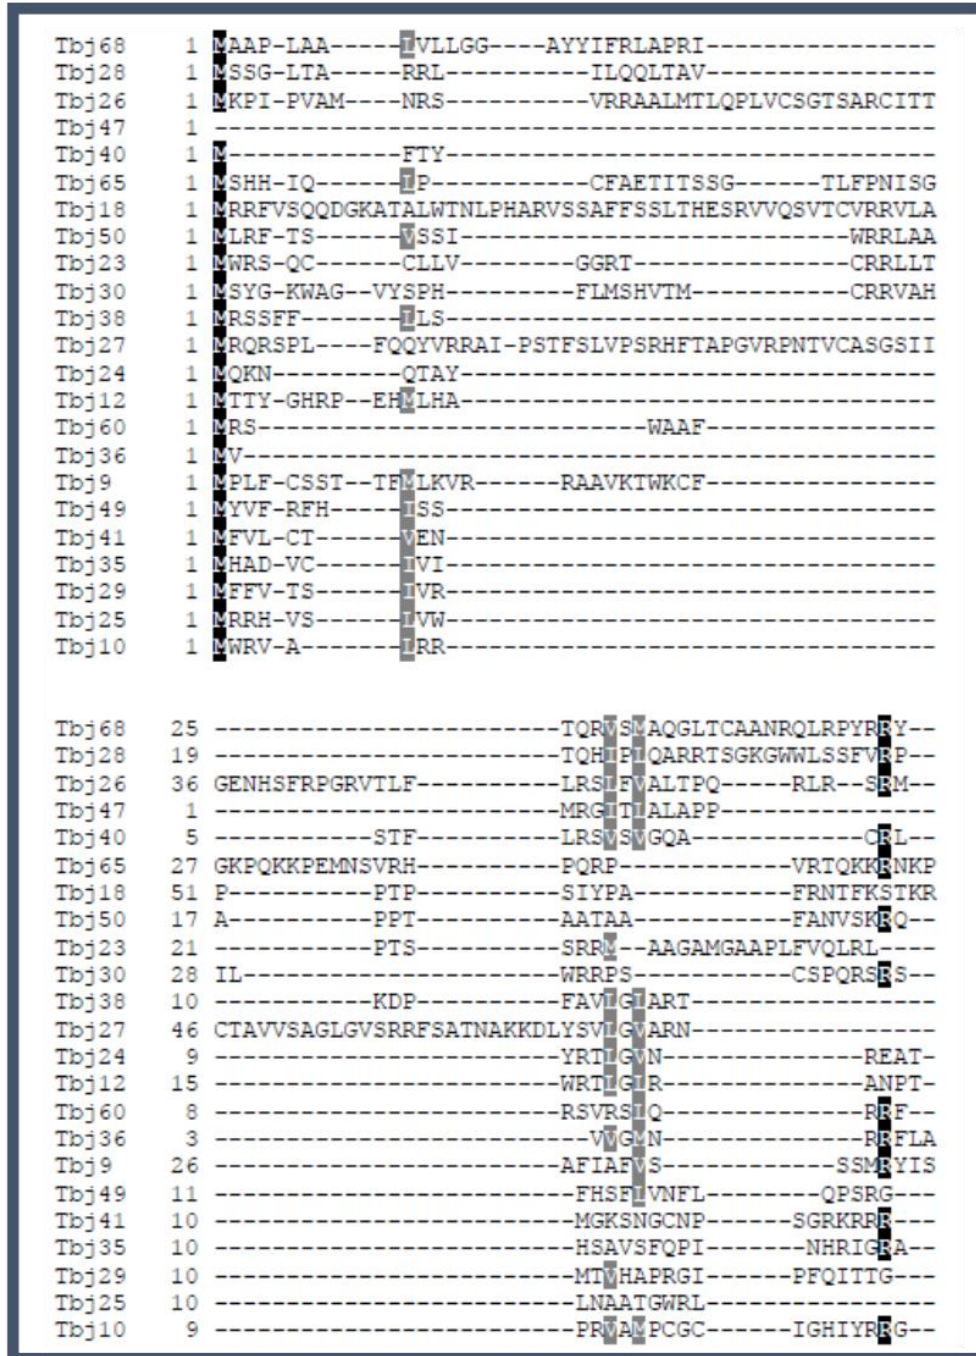 Tbj68 1 MAAP-LAA-----LVLLGG----AYYIFRLAPRI----------------
Tbj28 1 MSSG-LTA-----RRL----------ILQQLTAV----------------
Tbj26 1 MKPI-PVAM----NRS----------VRRAALMTLQPLVCSGTSARCITT
Tbj47 1 --------------------------------------------------
Tbj40 1 M------------FTY----------------------------------
Tbj65 1 MSHH-IQ------LP-----------CFAETITSSG------TLFPNISG
Tbj18 1 MRRFVSQQDGKATALWTNLPHARVSSAFFSSLTHESRVVQSVTCVRRVLA
Tbj50 1 MLRF-TS------VSSI---------------------------WRRLAA
Tbj23 1 MWRS-QC------CLLV--------GGRT---------------CRRLLT
Tbj30 1 MSYG-KWAG--VYSPH---------FLMSHVTM-----------CRRVAH
Tbj38 1 MRSSFF-------LLS----------------------------------
Tbj27 1 MRQRSPL----FQQYVRRAI-PSTFSLVPSRHFTAPGVRPNTVCASGSII
Tbj24 1 MQKN---------QTAY---------------------------------
Tbj12 1 MTTY-GHRP--EHMLHA---------------------------------
Tbj60 1 MRS---------------------------WAAF----------------
Tbj36 1 MV------------------------------------------------
Tbj9 1 MPLF-CSST--TFMLKVR------RAAVKTWKCF----------------
Tbj49 1 MYVF-RFH-----ISS----------------------------------
Tbj41 1 MFVL-CT------VEN----------------------------------
Tbj35 1 MHAD-VC------IVI----------------------------------
Tbj29 1 MFFV-TS------IVR----------------------------------
Tbj25 1 MRRH-VS------LVW----------------------------------
Tbj10 1 MWRV-A-------LRR----------------------------------
Tbj68 25 ------------------------TQRVSMAQGLTCAANRQLRPYRRY--
Tbj28 19 ------------------------TQHIPLQARRTSGKGWWLSSFVRP--
Tbj26 36 GENHSFRPGRVTLF----------LRSLFVALTPQ-----RLR--SRM--
Tbj47 1 ------------------------MRGITLALAPP---------------
Tbj40 5 -----------STF----------LRSVSVGQA------------CRL--
Tbj65 27 GKPQKKPEMNSVRH----------PQRP------------VRTQKKRNKP
Tbj18 51 P----------PTP----------SIYPA-----------FRNTFKSTKR
Tbj50 17 A----------PPT----------AATAA-----------FANVSKRQ--
Tbj23 21 -----------PTS----------SRRM--AAGAMGAAPLFVQLRL----
Tbj30 28 IL----------------------WRRPS-----------CSPQRSRS--
Tbj38 10 -----------KDP----------FAVLGLART-----------------
Tbj27 46 CTAVVSAGLGVSRRFSATNAKKDLYSVLGVARN-----------------
Tbj24 9 ------------------------YRTLGVN--------------REAT-
Tbj12 15 ------------------------WRTLGLR--------------ANPT-
Tbj60 8 ------------------------RSVRSLQ--------------RRF--
Tbj36 3 --------------------------VVGMN--------------RRFLA
Tbj9 26 ------------------------AFIAFVS------------SSMRYIS
Tbj49 11 -------------------------FHSFLVNFL--------QPSRG---
Tbj41 10 -------------------------MGKSNGCNP------SGRKRRR---
Tbj35 10 -------------------------HSAVSFQPI-------NHRIGRA--
Tbj29 10 -------------------------MTVHAPRGI------PFQITTG---
Tbj25 10 -------------------------LNAATGWRL----------------
Tbj10 9 -------------------------PRVAMPCGC------IGHIYRRG--